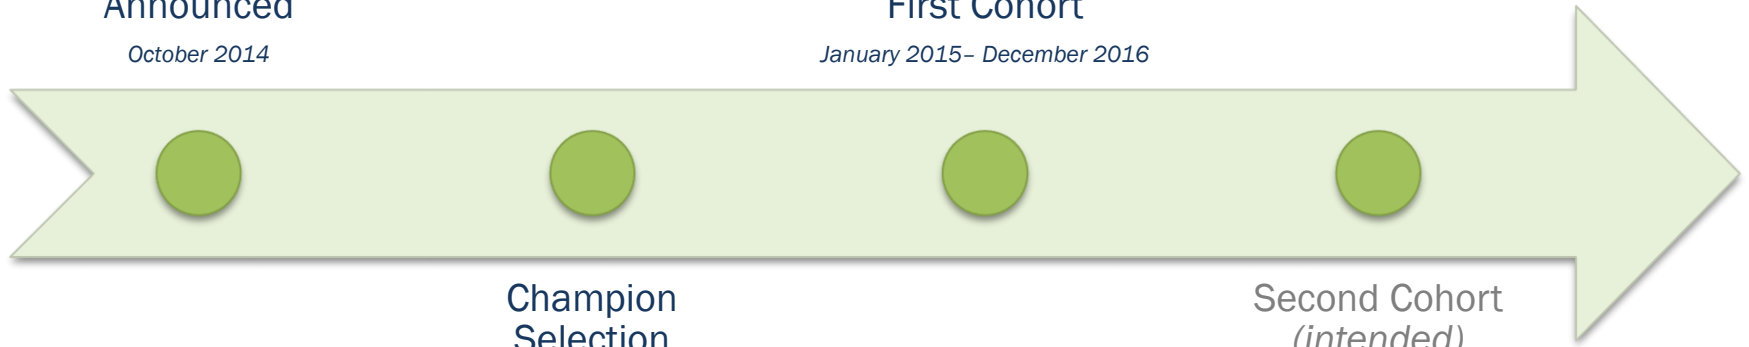 Announced
October 2014
First Cohort
January 2015– December 2016
Champion
Selection
Second Cohort
(intended)